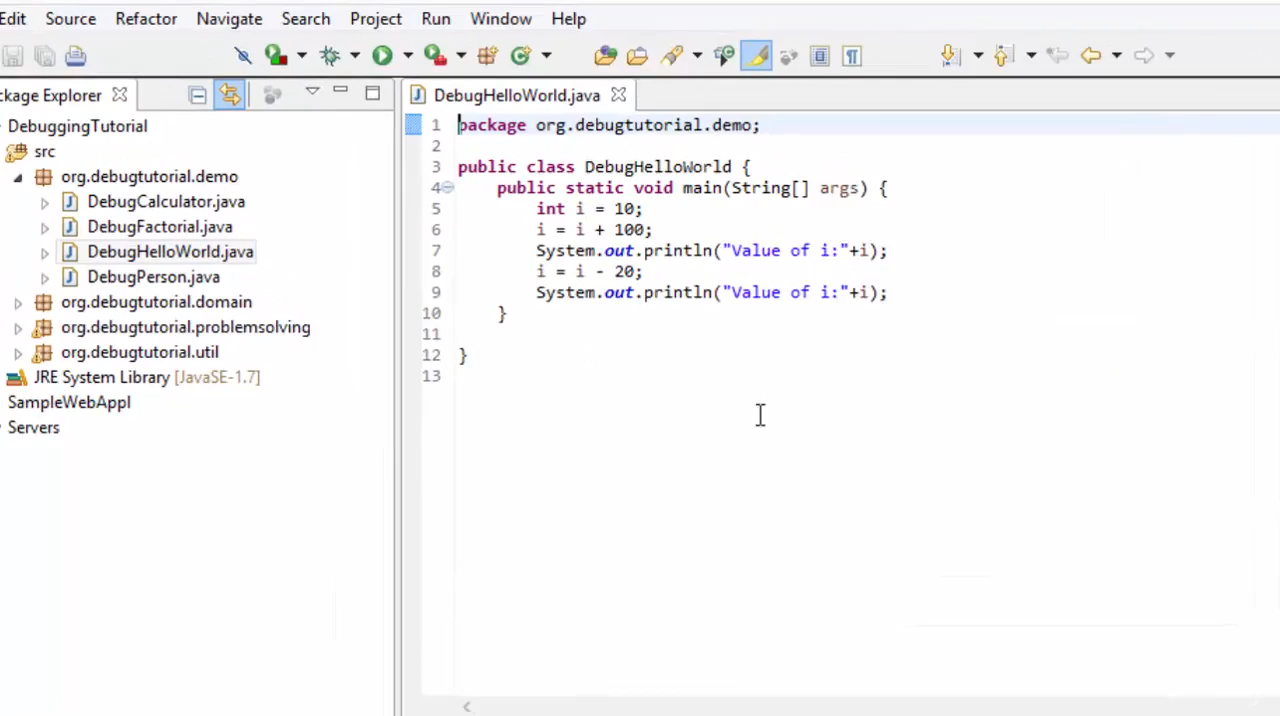 Edit Source Refactor Navigate Search Project Run Window Help
ckage Explorer
DebuggingTutorial
src
org.debugtutorial.demo
DebugCalculator.java
DebugFactorial.java
DebugHelloWorld.java
DebugPerson.java
org.debugtutorial.domain
org.debugtutorial.problemsolving
org.debugtutorial.util
JRE System Library [JavaSE-1.7]
SampleWebAppl
Servers
DebugHelloWorld.java
1 package org.debugtutorial.demo;
2
3 public class DebugHelloWorld {
4 public static void main(String[] args) {
5 int i = 10;
6 i = i + 100;
7 System.out.println("Value of i:"+i);
8 i = i - 20;
9 System.out.println("Value of i:"+i);
10 }
11
12 }
13